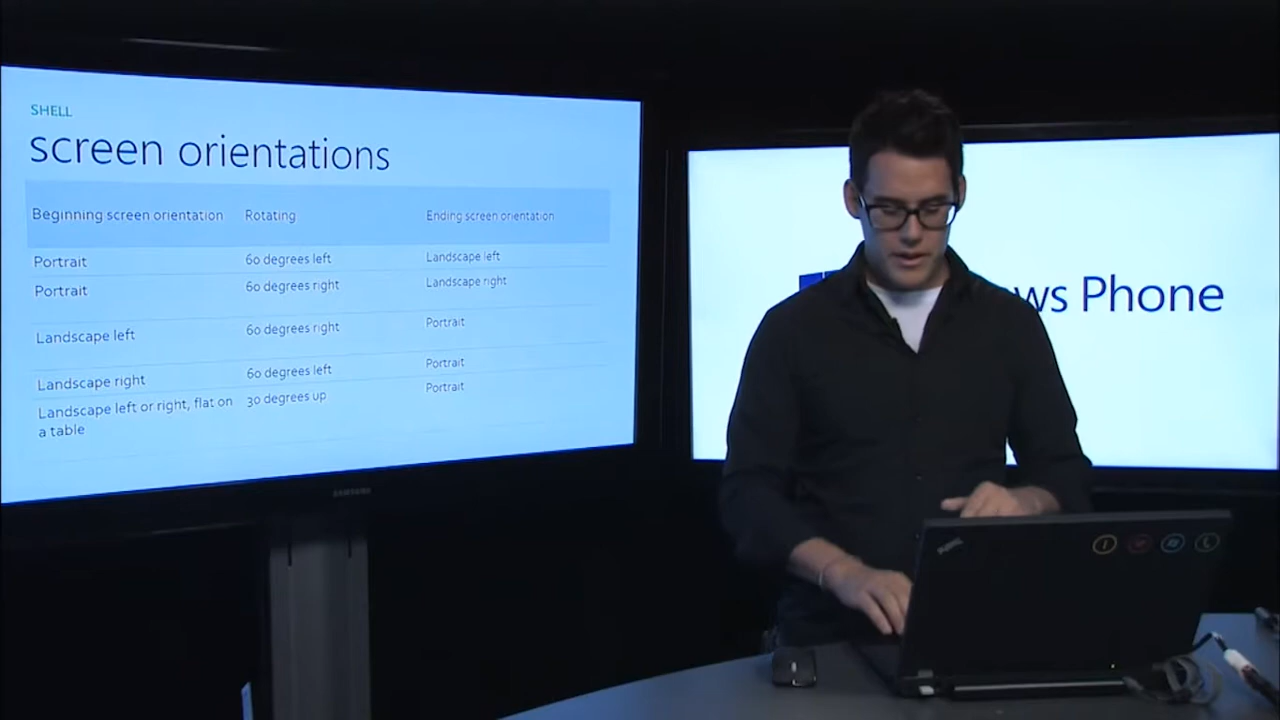 SHELL
screen orientations
Beginning screen orientation Rotating Ending screen orientation
Portrait 60 degrees left Landscape left
Portrait 60 degrees right Landscape right
Landscape left 60 degrees right Portrait
Landscape right 60 degrees left Portrait
Landscape left or right, flat on 30 degrees up Portrait
a table
SAMSUNG
ws Phone
ThinkPad